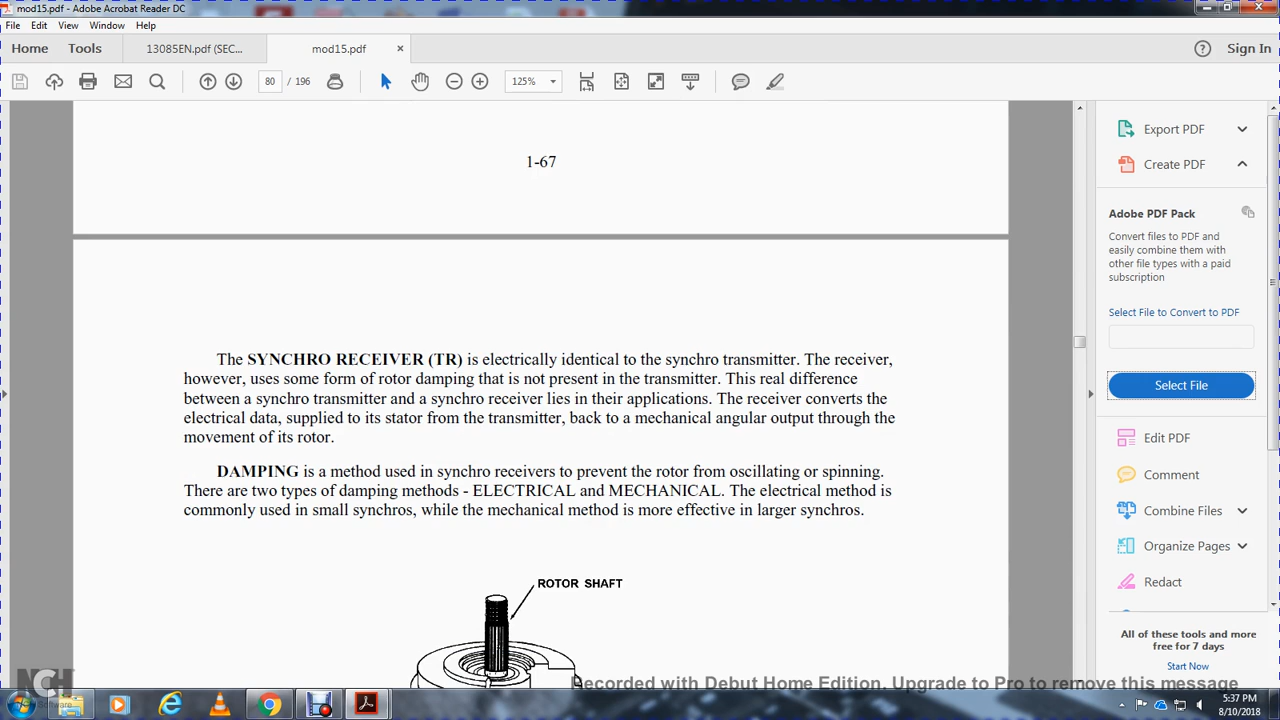 mod15.pdf - Adobe Acrobat Reader DC
File Edit View Window Help
Home Tools 13085EN.pdf (SEC... mod15.pdf × Sign In
80 / 196 125%
1-67
The SYNCHRO RECEIVER (TR) is electrically identical to the synchro transmitter. The receiver,
however, uses some form of rotor damping that is not present in the transmitter. This real difference
between a synchro transmitter and a synchro receiver lies in their applications. The receiver converts the
electrical data, supplied to its stator from the transmitter, back to a mechanical angular output through the
movement of its rotor.
DAMPING is a method used in synchro receivers to prevent the rotor from oscillating or spinning.
There are two types of damping methods - ELECTRICAL and MECHANICAL. The electrical method is
commonly used in small synchros, while the mechanical method is more effective in larger synchros.
ROTOR SHAFT
Export PDF
Create PDF
Adobe PDF Pack
Convert files to PDF and
easily combine them with
other file types with a paid
subscription
Select File to Convert to PDF
Select File
Edit PDF
Comment
Combine Files
Organize Pages
Redact
All of these tools and more
free for 7 days
Start Now
Recorded with Debut Home Edition. Upgrade to Pro to remove this message
NCH
Software
5:37 PM
8/10/2018